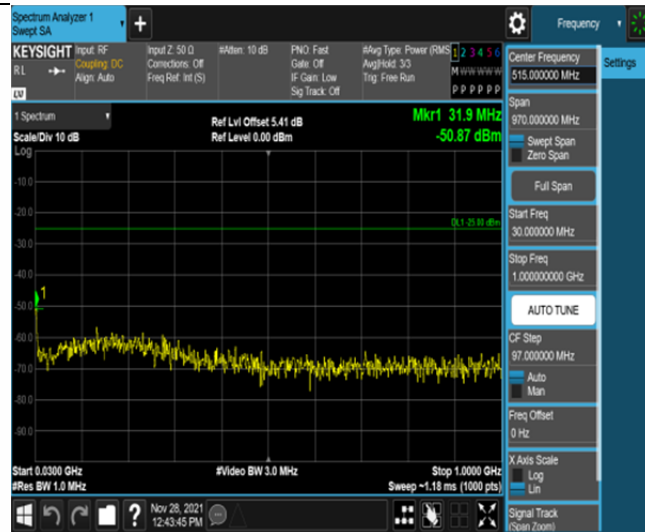 Spectrum Analyzer 1
Swept SA
+
Frequency
KEYSIGHT
RL
Input: RF
Coupling: DC
Align: Auto
Input Z: 50 Ω
Corrections: Off
Freq Ref: Int (S)
#Atten: 10 dB
PNO: Fast
Gate: Off
IF Gain: Low
Sig Track: Off
#Avg Type: Power (RMS
Avg|Hold: 3/3
Trig: Free Run
1 2 3 4 5 6
M W W W W W
P P P P P P
LXI
1 Spectrum
Scale/Div 10 dB
Ref Lvl Offset 5.41 dB
Ref Level 0.00 dBm
Mkr1 31.9 MHz
-50.87 dBm
Log
-10.0
-20.0
DL1 -25.00 dBm
-30.0
-40.0
1
-50.0
-60.0
-70.0
-80.0
-90.0
Start 0.0300 GHz
#Res BW 1.0 MHz
#Video BW 3.0 MHz
Stop 1.0000 GHz
Sweep ~1.18 ms (1000 pts)
Nov 28, 2021
12:43:45 PM
?
Center Frequency
515.000000 MHz
Settings
Span
970.000000 MHz
Swept Span
Zero Span
Full Span
Start Freq
30.000000 MHz
Stop Freq
1.000000000 GHz
AUTO TUNE
CF Step
97.000000 MHz
Auto
Man
Freq Offset
0 Hz
X Axis Scale
Log
Lin
Signal Track
(Span Zoom)